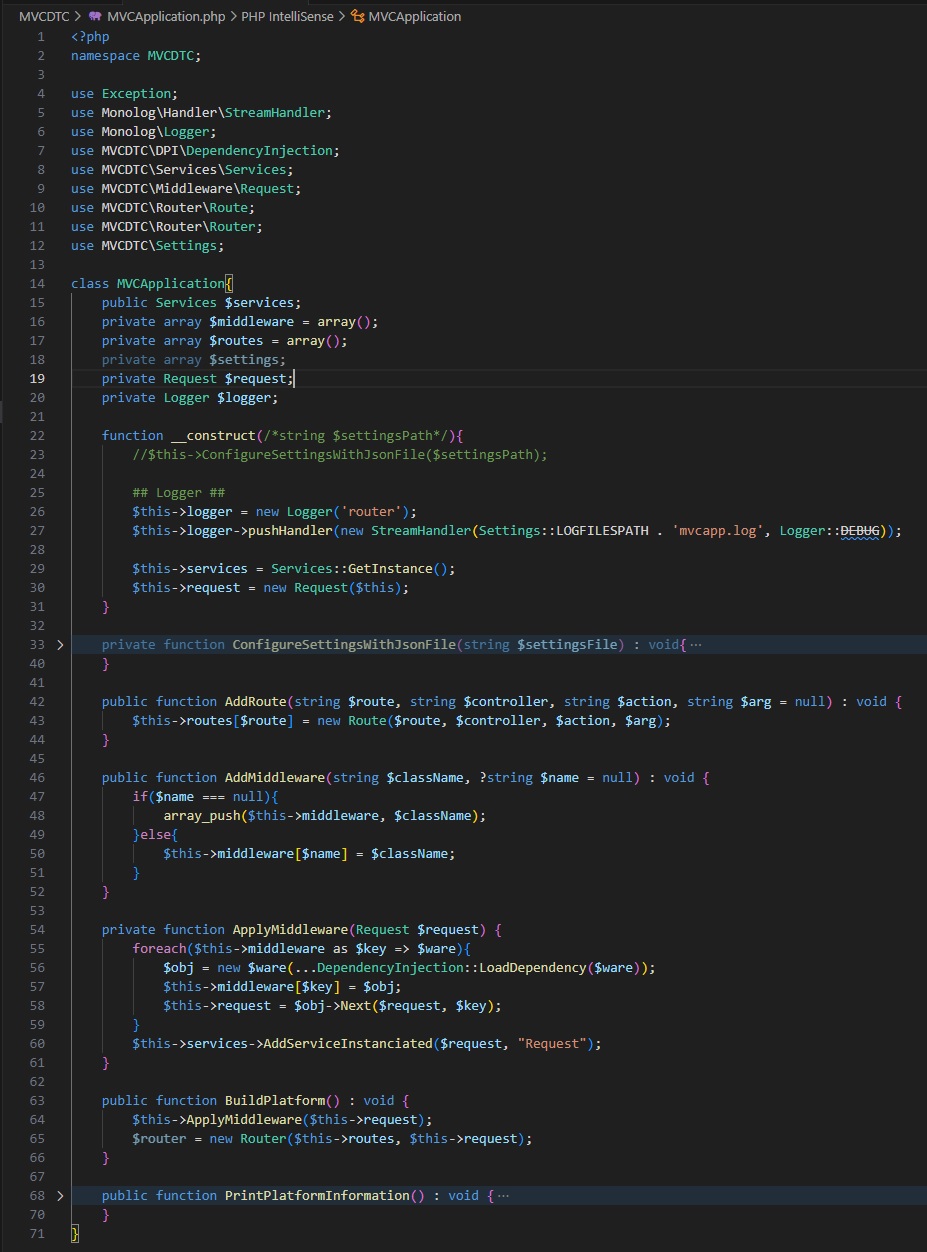 MVCDTC > MVCApplication.php > PHP IntelliSense > MVCApplication
1 <?php
2 namespace MVCDTC;
3
4 use Exception;
5 use Monolog\Handler\StreamHandler;
6 use Monolog\Logger;
7 use MVCDTC\DPI\DependencyInjection;
8 use MVCDTC\Services\Services;
9 use MVCDTC\Middleware\Request;
10 use MVCDTC\Router\Route;
11 use MVCDTC\Router\Router;
12 use MVCDTC\Settings;
13
14 class MVCApplication{
15     public Services $services;
16     private array $middleware = array();
17     private array $routes = array();
18     private array $settings;
19     private Request $request;
20     private Logger $logger;
21
22     function __construct(/*string $settingsPath*/){
23         //$this->ConfigureSettingsWithJsonFile($settingsPath);
24
25         ## Logger ##
26         $this->logger = new Logger('router');
27         $this->logger->pushHandler(new StreamHandler(Settings::LOGFILESPATH . 'mvcapp.log', Logger::DEBUG));
28
29         $this->services = Services::GetInstance();
30         $this->request = new Request($this);
31     }
32
33 >   private function ConfigureSettingsWithJsonFile(string $settingsFile) : void{ ⋯
40     }
41
42     public function AddRoute(string $route, string $controller, string $action, string $arg = null) : void {
43         $this->routes[$route] = new Route($route, $controller, $action, $arg);
44     }
45
46     public function AddMiddleware(string $className, ?string $name = null) : void {
47         if($name === null){
48             array_push($this->middleware, $className);
49         }else{
50             $this->middleware[$name] = $className;
51         }
52     }
53
54     private function ApplyMiddleware(Request $request) {
55         foreach($this->middleware as $key => $ware){
56             $obj = new $ware(...DependencyInjection::LoadDependency($ware));
57             $this->middleware[$key] = $obj;
58             $this->request = $obj->Next($request, $key);
59         }
60         $this->services->AddServiceInstanciated($request, "Request");
61     }
62
63     public function BuildPlatform() : void {
64         $this->ApplyMiddleware($this->request);
65         $router = new Router($this->routes, $this->request);
66     }
67
68 >   public function PrintPlatformInformation() : void { ⋯
70     }
71 }